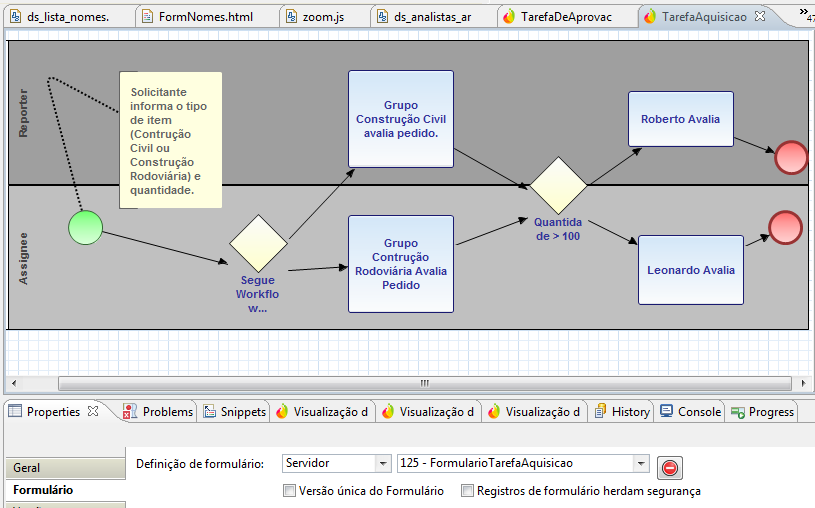 ds_lista_nomes.
FormNomes.html
zoom.js
ds_analistas_ar
TarefaDeAprovac
TarefaAquisicao
»
47
Reporter
Solicitante
informa o tipo
de item
(Contrução
Civil ou
Construção
Rodoviária) e
quantidade.
Grupo
Construção Civil
avalia pedido.
Roberto Avalia
Assignee
Segue
Workflo
w...
Grupo
Contrução
Rodoviária Avalia
Pedido
Quantida
de > 100
Leonardo Avalia
Properties
Problems
Snippets
Visualização d
Visualização d
Visualização d
History
Console
Progress
Geral
Formulário
Definição de formulário:
Servidor
125 - FormularioTarefaAquisicao
Versão única do Formulário
Registros de formulário herdam segurança